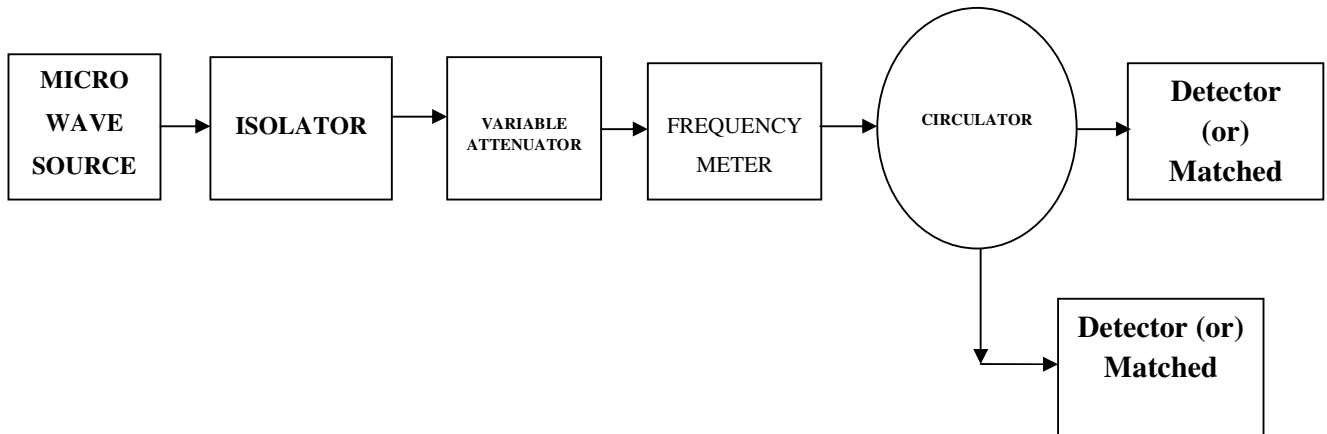 MICRO
WAVE
SOURCE
ISOLATOR
VARIABLE
ATTENUATOR
FREQUENCY
METER
CIRCULATOR
Detector
(or)
Matched
Detector (or)
Matched